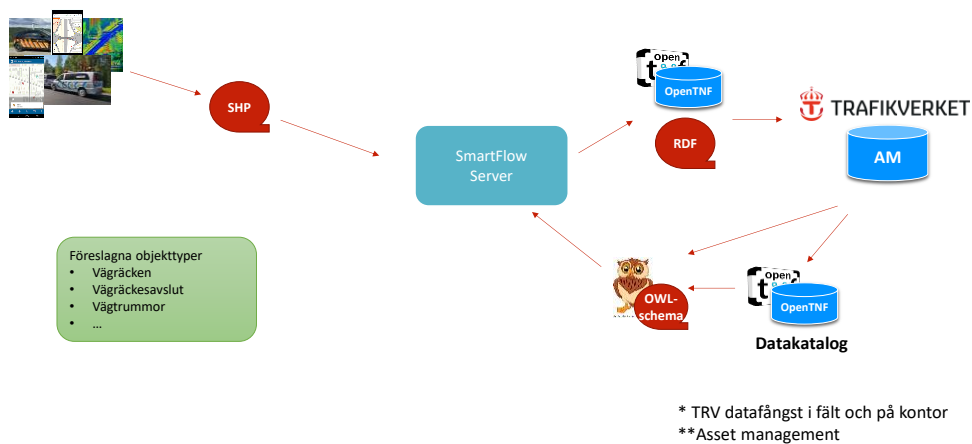 SHP
SmartFlow
Server
open
OpenTNF
RDF
TRAFIKVERKET
AM
Föreslagna objekttyper
• Vägräcken
• Vägräckesavslut
• Vägtrummor
• ...
OWL-
schema
open
OpenTNF
Datakatalog
* TRV datafångst i fält och på kontor
**Asset management